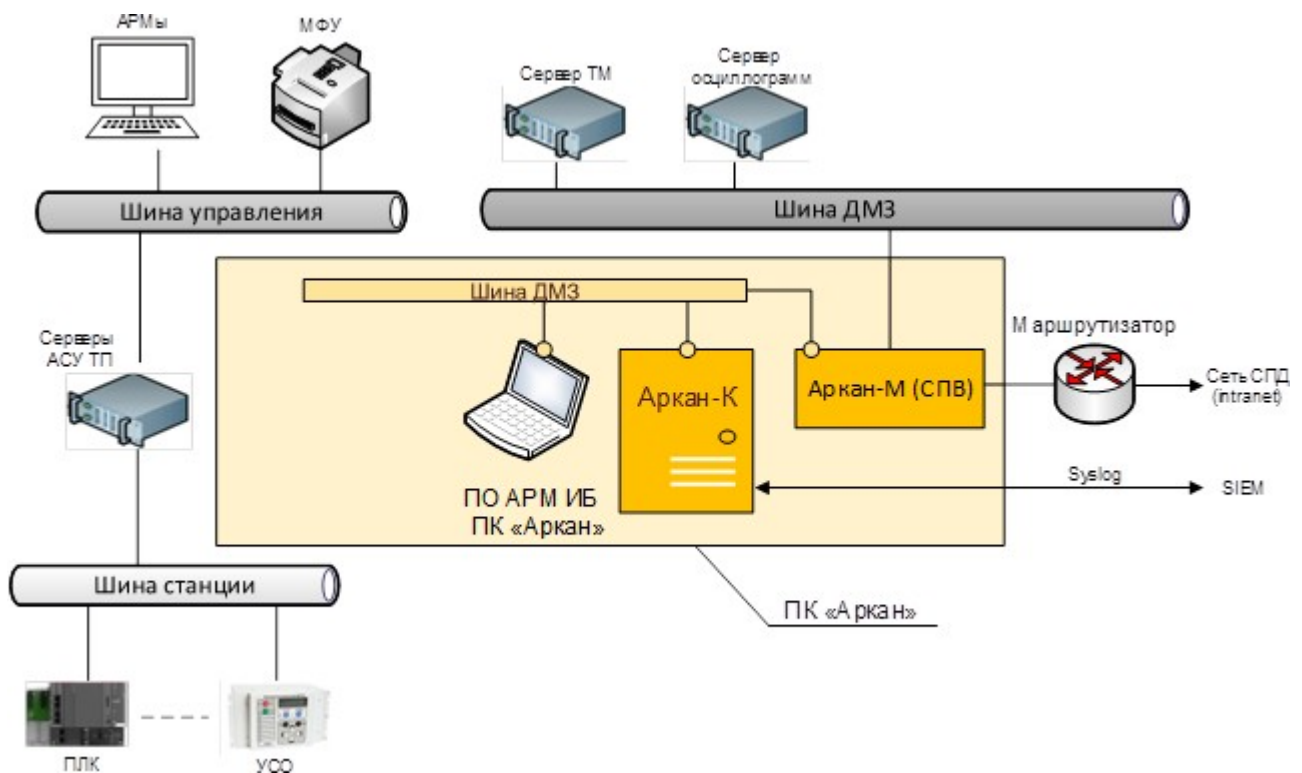 АРМы
МФУ
Сервер ТМ
Сервер
осциллограмм
Шина управления
Шина ДМЗ
Шина ДМЗ
Серверы
АСУ ТП
Маршрутизатор
Аркан-К
Аркан-М (СПВ)
Сеть СПД
(intranet)
ПО АРМ ИБ
ПК «Аркан»
Syslog
SIEM
Шина станции
ПК «Аркан»
ПЛК
УСО